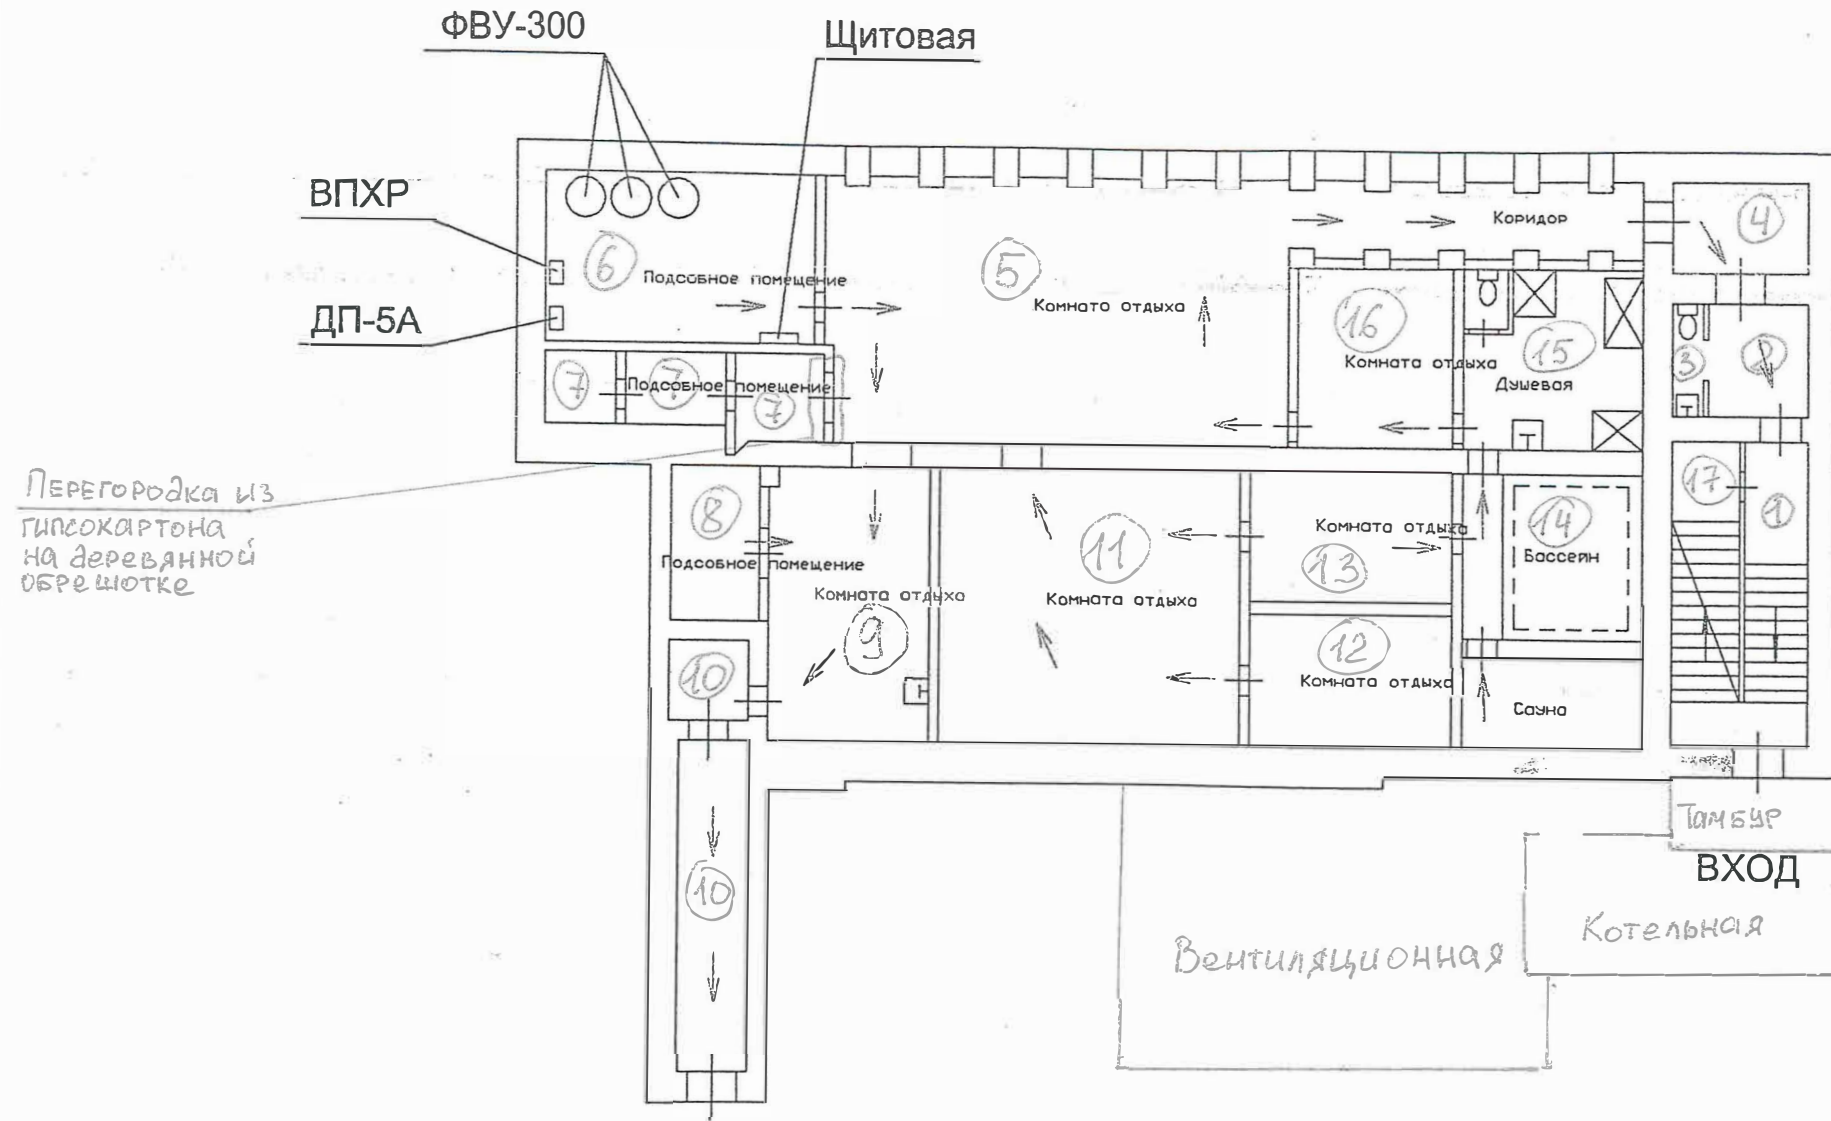 ФВУ-300
Щитовая
ВПХР
ДП-5А
4
Коридор
6
Подсобное помещение
5
Комнато отдыха
16
Комната отдыха
15
Душевая
3
2
7
Подсобное помещение
7
7
Перегородка из
гипсокартона
на деревянной
обрешотке
8
Подсобное помещение
9
Комната отдыха
11
Комната отдыха
Комната отдыха
13
12
Комната отдыха
14
Бассейн
Сауна
17
1
10
10
Тамбур
ВХОД
Котельная
Вентиляционная